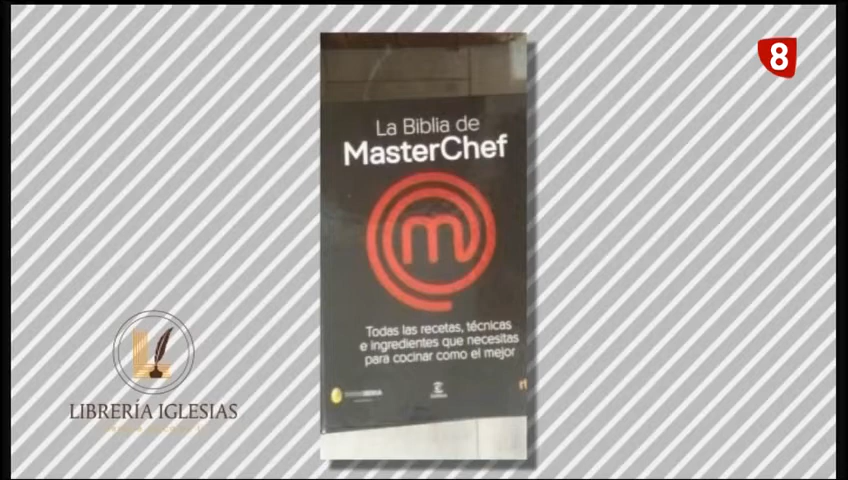 8
La Biblia de
MasterChef
m
Todas las recetas, técnicas
e ingredientes que necesitas
para cocinar como el mejor
L
LIBRERÍA IGLESIAS